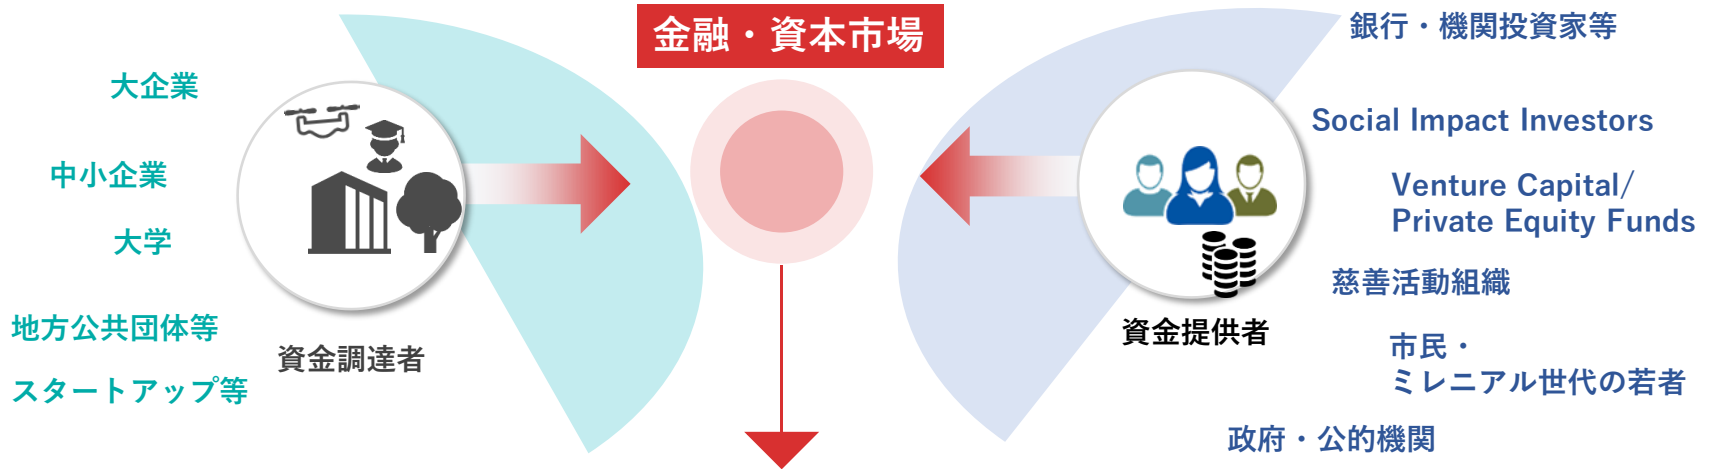 金融・資本市場
大企業
中小企業
大学
地方公共団体等
スタートアップ等
資金調達者
銀行・機関投資家等
Social Impact Investors
Venture Capital/
Private Equity Funds
慈善活動組織
市民・
ミレニアル世代の若者
政府・公的機関
資金提供者